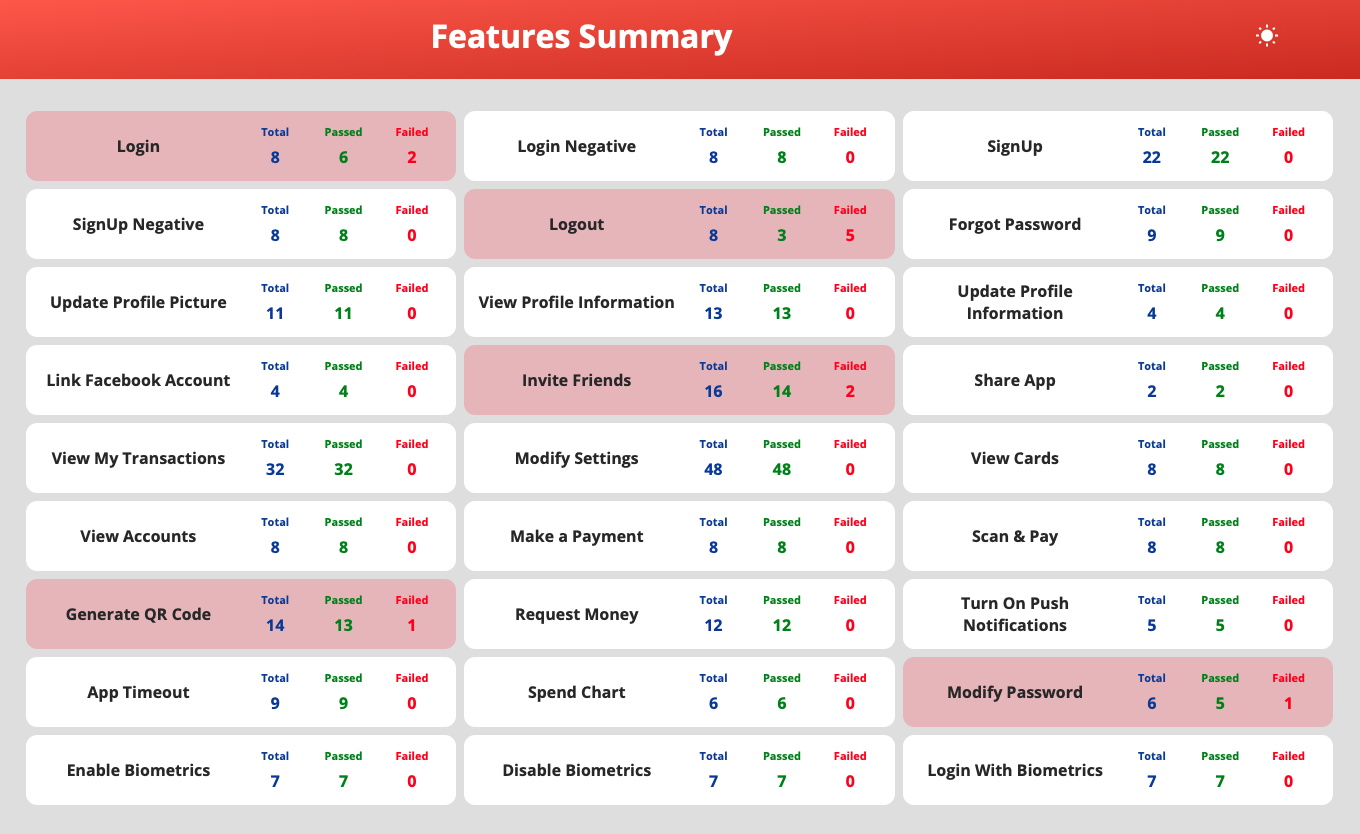 Features Summary
Login
Total Passed Failed
8 6 2
Login Negative
Total Passed Failed
8 8 0
SignUp
Total Passed Failed
22 22 0
SignUp Negative
Total Passed Failed
8 8 0
Logout
Total Passed Failed
8 3 5
Forgot Password
Total Passed Failed
9 9 0
Update Profile Picture
Total Passed Failed
11 11 0
View Profile Information
Total Passed Failed
13 13 0
Update Profile
Information
Total Passed Failed
4 4 0
Link Facebook Account
Total Passed Failed
4 4 0
Invite Friends
Total Passed Failed
16 14 2
Share App
Total Passed Failed
2 2 0
View My Transactions
Total Passed Failed
32 32 0
Modify Settings
Total Passed Failed
48 48 0
View Cards
Total Passed Failed
8 8 0
View Accounts
Total Passed Failed
8 8 0
Make a Payment
Total Passed Failed
8 8 0
Scan & Pay
Total Passed Failed
8 8 0
Generate QR Code
Total Passed Failed
14 13 1
Request Money
Total Passed Failed
12 12 0
Turn On Push
Notifications
Total Passed Failed
5 5 0
App Timeout
Total Passed Failed
9 9 0
Spend Chart
Total Passed Failed
6 6 0
Modify Password
Total Passed Failed
6 5 1
Enable Biometrics
Total Passed Failed
7 7 0
Disable Biometrics
Total Passed Failed
7 7 0
Login With Biometrics
Total Passed Failed
7 7 0